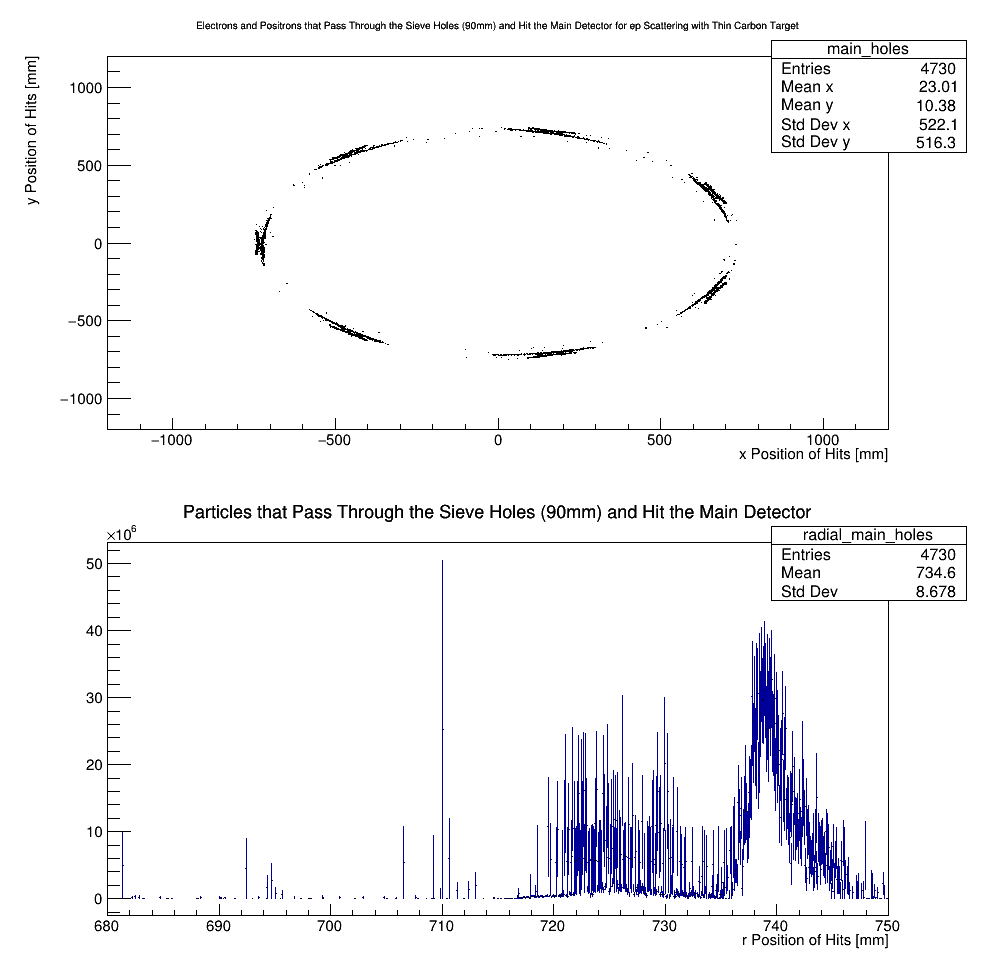 Electrons and Positrons that Pass Through the Sieve Holes (90mm) and Hit the Main Detector for ep Scattering with Thin Carbon Target
main_holes
Entries 4730
Mean x 23.01
Mean y 10.38
Std Dev x 522.1
Std Dev y 516.3
y Position of Hits [mm]
1000
500
0
−500
−1000
−1000 −500 0 500 1000
x Position of Hits [mm]
Particles that Pass Through the Sieve Holes (90mm) and Hit the Main Detector
×10⁶
radial_main_holes
Entries 4730
Mean 734.6
Std Dev 8.678
50
40
30
20
10
0
680 690 700 710 720 730 740 750
r Position of Hits [mm]